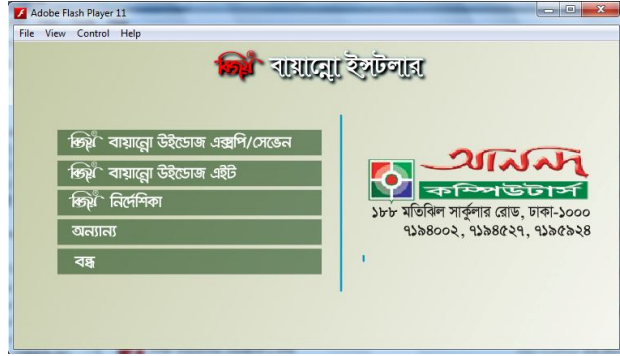 Adobe Flash Player 11
File View Control Help
বিজয় বায়ান্নো ইন্সটলার
বিজয় বায়ান্নো উইন্ডোজ এক্সপি/সেভেন
বিজয় বায়ান্নো উইন্ডোজ এইট
বিজয় নির্দেশিকা
অন্যান্য
বন্ধ
আনন্দ
কম্পিউটার্স
১৮৮ মতিঝিল সার্কুলার রোড, ঢাকা-১০০০
৭১৯৪০০২, ৭১৯৪৫২৭, ৭১৯৫৯২৪